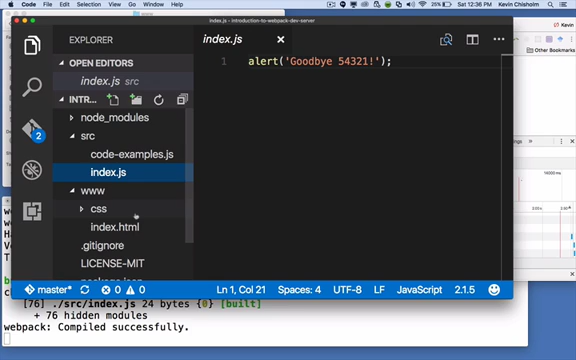 Code File Edit Selection View Go Debug Window Help
25% Sat 12:36 PM Kevin Chisholm
index.js - introduction-to-webpack-dev-server
Kevin
Other Bookmarks
EXPLORER
OPEN EDITORS
index.js src
INTR...
node_modules
src
code-examples.js
index.js
www
css
index.html
.gitignore
LICENSE-MIT
2
index.js
1 alert('Goodbye 54321!');
master* 0 0 Ln 1, Col 21 Spaces: 4 UTF-8 LF JavaScript 2.1.5
[76] ./src/index.js 24 bytes {0} [built]
+ 76 hidden modules
webpack: Compiled successfully.